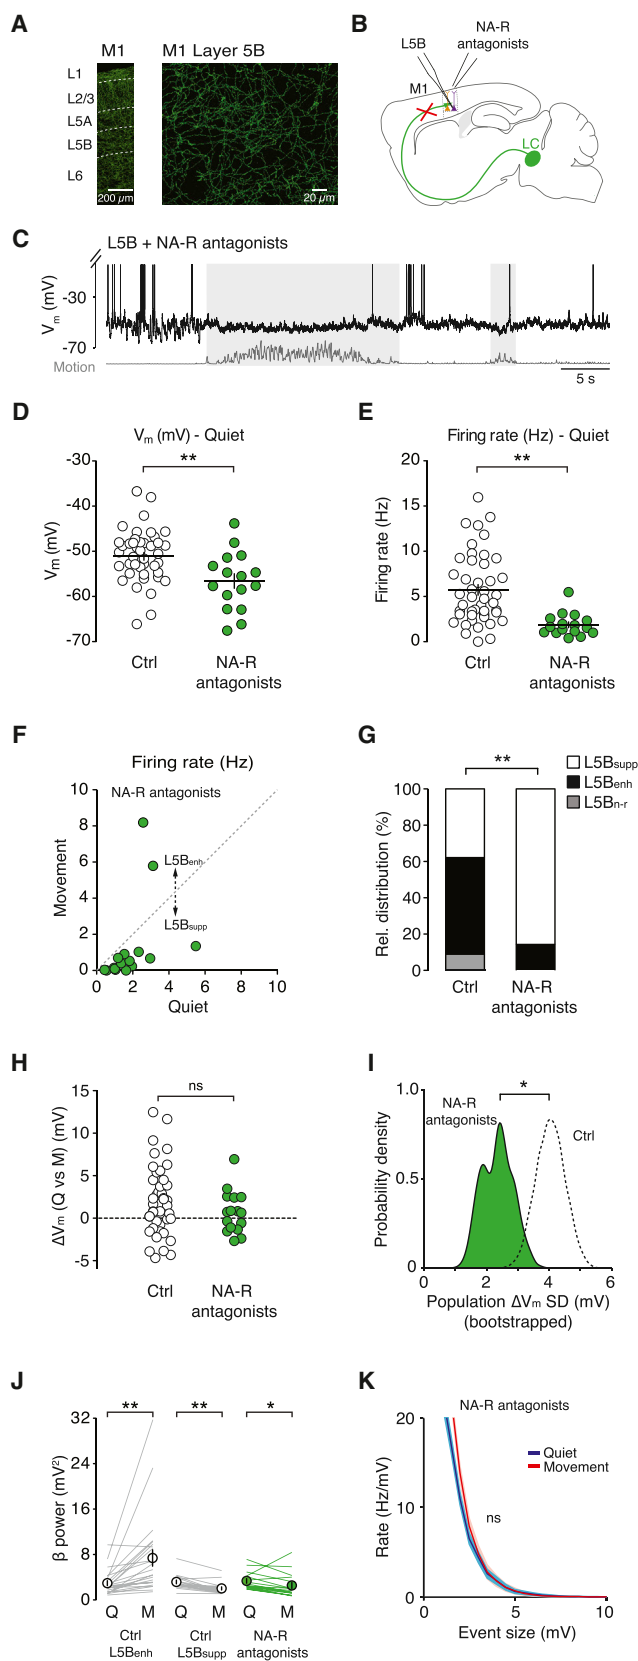 A
M1
M1 Layer 5B
L1
L2/3
L5A
L5B
L6
200 µm
20 µm
B
NA-R
antagonists
L5B
M1
LC
C
L5B + NA-R antagonists
Vm (mV)
-30
-70
Motion
5 s
D
Vm (mV) - Quiet
**
Vm (mV)
-30
-40
-50
-60
-70
Ctrl
NA-R
antagonists
E
Firing rate (Hz) - Quiet
**
Firing rate (Hz)
20
15
10
5
0
Ctrl
NA-R
antagonists
F
Firing rate (Hz)
NA-R antagonists
L5Benh
L5Bsupp
Movement
10
8
6
4
2
0
0 2 4 6 8 10
Quiet
G
**
L5Bsupp
L5Benh
L5Bn-r
Rel. distribution (%)
100
80
60
40
20
0
Ctrl
NA-R
antagonists
H
ns
ΔVm (Q vs M) (mV)
15
10
5
0
-5
Ctrl
NA-R
antagonists
I
NA-R
antagonists
*
Ctrl
Probability density
1.0
0.5
0
0 2 4 6
Population ΔVm SD (mV)
(bootstrapped)
J
** ** *
β power (mV²)
32
24
16
8
0
Q M Q M Q M
Ctrl
L5Benh
Ctrl
L5Bsupp
NA-R
antagonists
K
NA-R antagonists
Quiet
Movement
ns
Rate (Hz/mV)
20
10
0
0 5 10
Event size (mV)